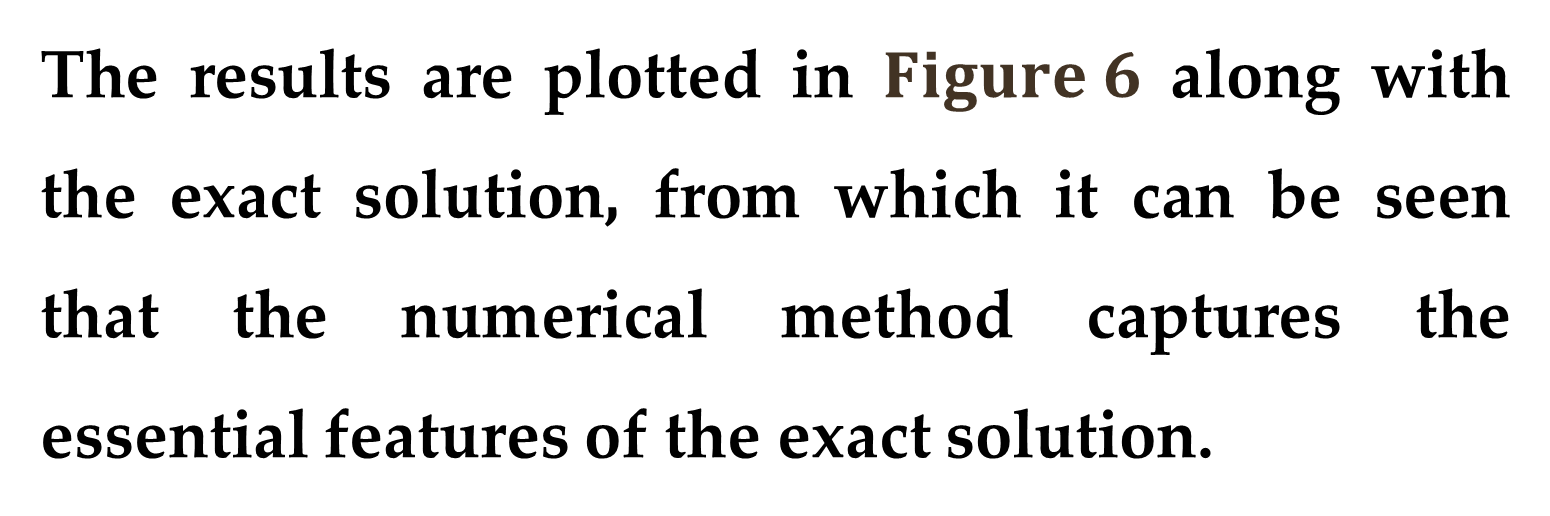 The results are plotted in Figure 6 along with
the exact solution, from which it can be seen
that the numerical method captures the
essential features of the exact solution.